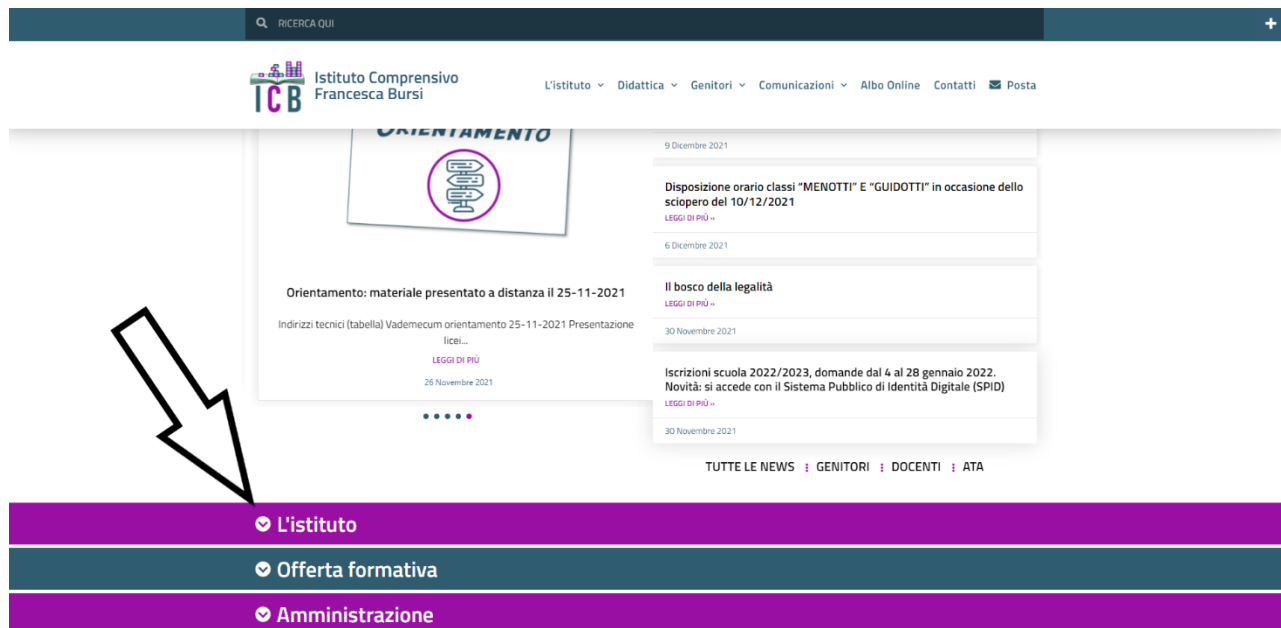 RICERCA QUI
ICB
Istituto Comprensivo
Francesca Bursi
L'istituto Didattica Genitori Comunicazioni Albo Online Contatti Posta
ORIENTAMENTO
Orientamento: materiale presentato a distanza il 25-11-2021
Indirizzi tecnici (tabella) Vademecum orientamento 25-11-2021 Presentazione
licei...
LEGGI DI PIÙ
26 Novembre 2021
9 Dicembre 2021
Disposizione orario classi “MENOTTI” E “GUIDOTTI” in occasione dello
sciopero del 10/12/2021
LEGGI DI PIÙ »
6 Dicembre 2021
Il bosco della legalità
LEGGI DI PIÙ »
30 Novembre 2021
Iscrizioni scuola 2022/2023, domande dal 4 al 28 gennaio 2022.
Novità: si accede con il Sistema Pubblico di Identità Digitale (SPID)
LEGGI DI PIÙ »
30 Novembre 2021
TUTTE LE NEWS GENITORI DOCENTI ATA
L'istituto
Offerta formativa
Amministrazione